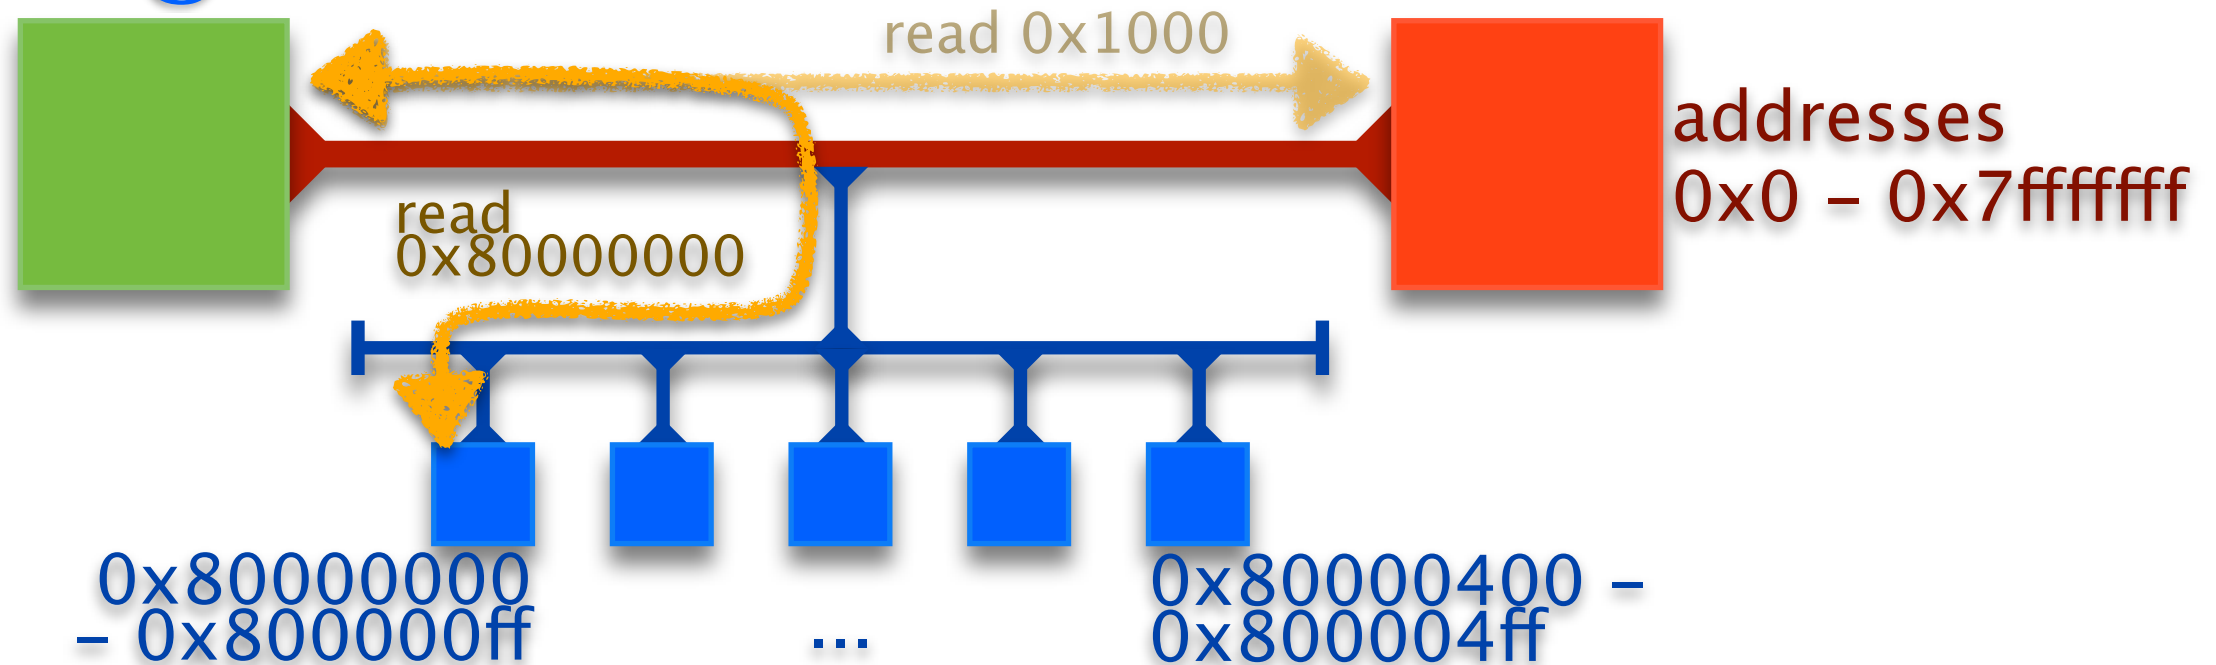 read 0x1000
addresses
0x0 – 0x7fffffff
read
0x80000000
0x80000000
– 0x800000ff
...
0x80000400 –
0x800004ff